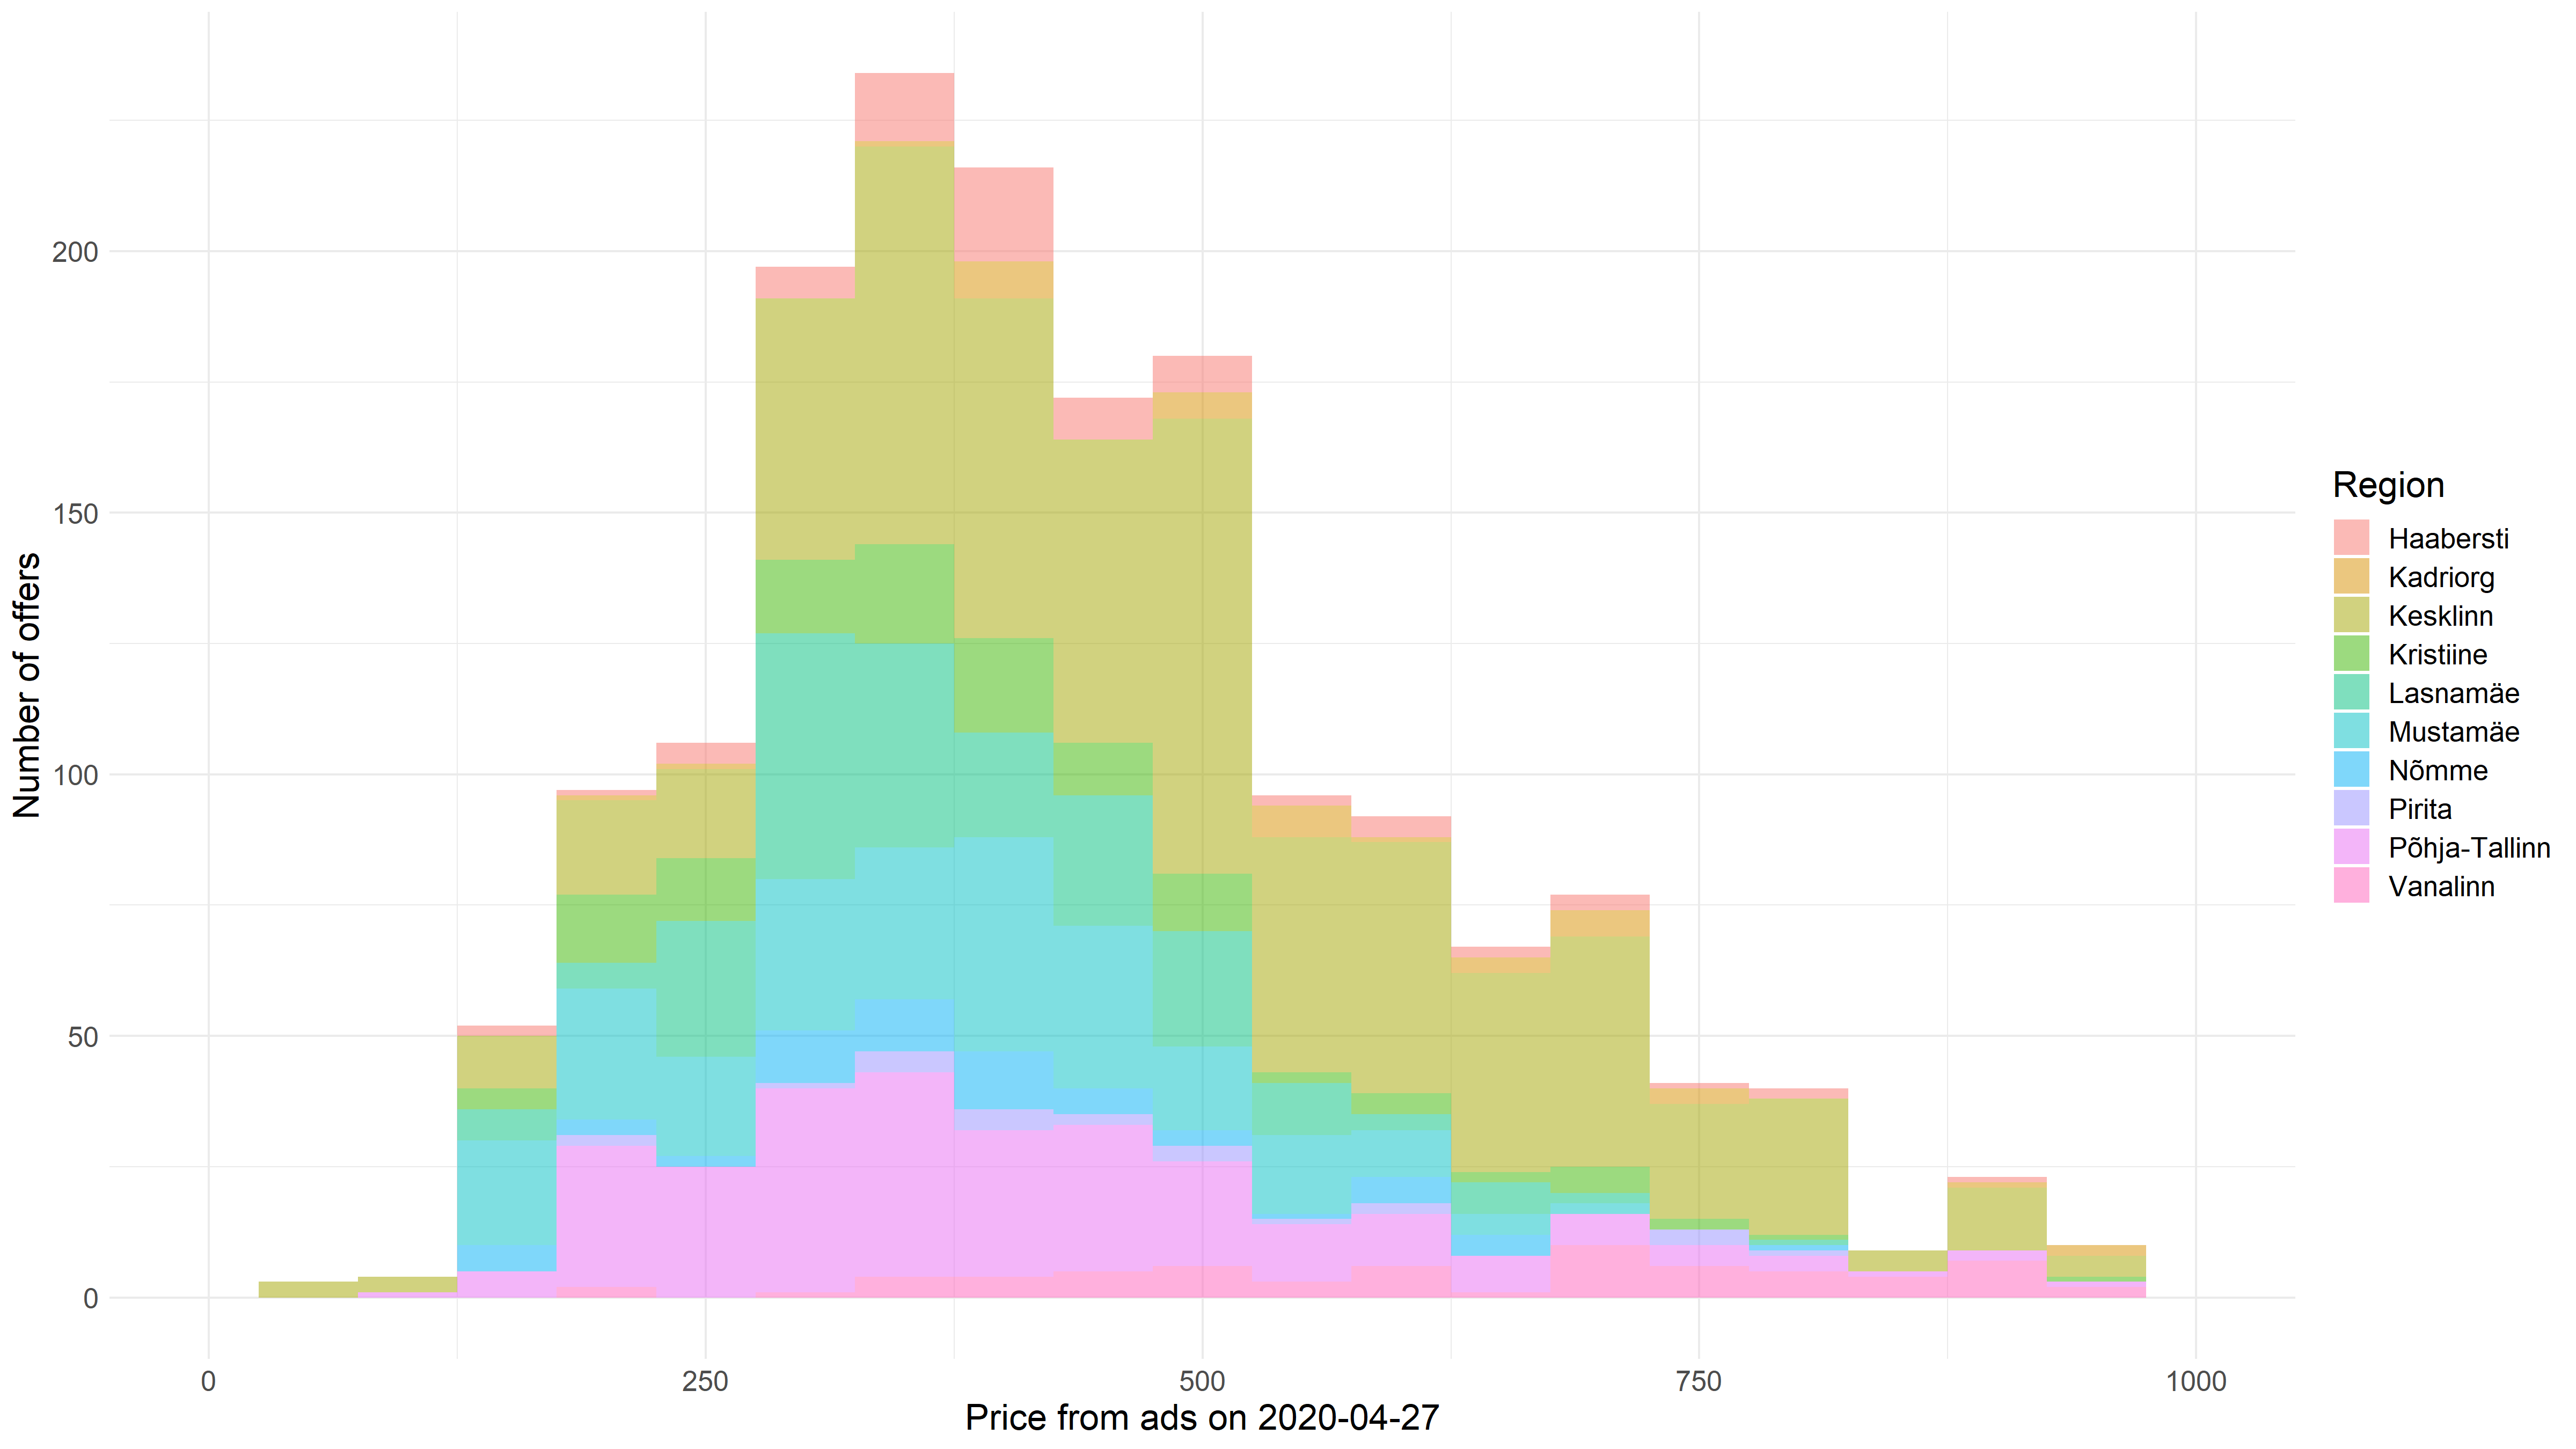 Number of offers
200
150
100
50
0
0 250 500 750 1000
Price from ads on 2020-04-27
Region
Haabersti
Kadriorg
Kesklinn
Kristiine
Lasnamäe
Mustamäe
Nõmme
Pirita
Põhja-Tallinn
Vanalinn